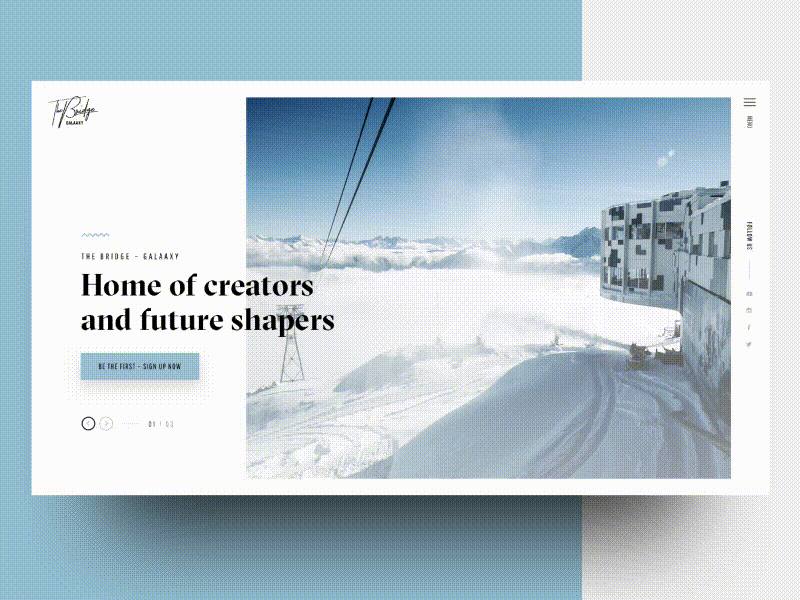 The Bridge
GALAAXY
MENU
THE BRIDGE - GALAAXY
Home of creators
and future shapers
BE THE FIRST - SIGN UP NOW
01 / 03
FOLLOW US